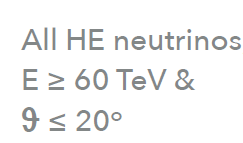 All HE neutrinos
E ≥ 60 TeV &
ϑ ≤ 20°